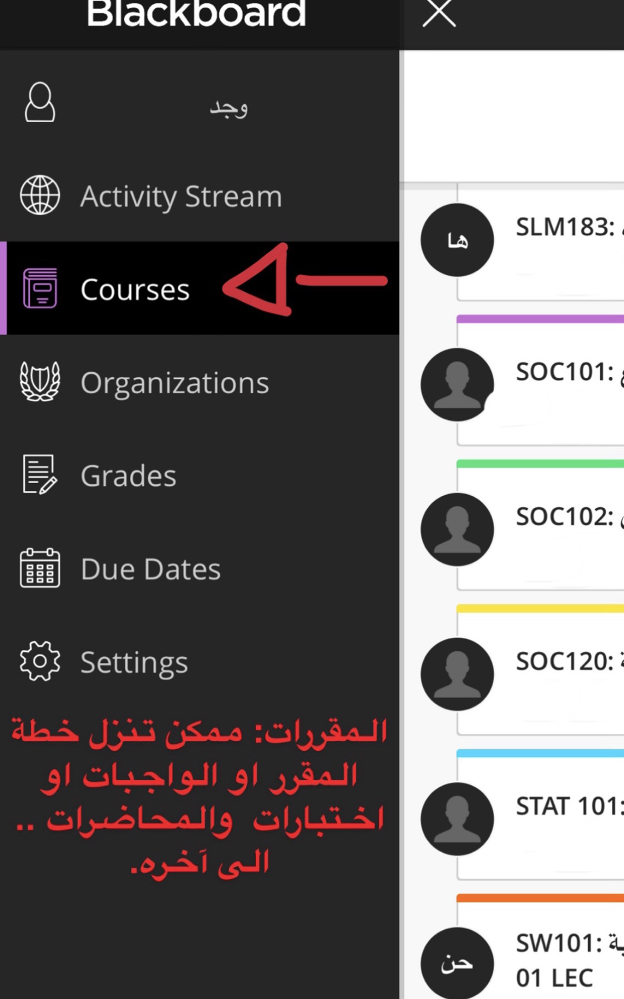 Blackboard
وجد
Activity Stream
Courses
Organizations
Grades
Due Dates
Settings
المقررات: ممكن تنزل خطة
المقرر او الواجبات او
اختبارات والمحاضرات ..
الى آخره.
ها
SLM183:
SOC101:
SOC102:
SOC120:
STAT 101:
حن
SW101:
01 LEC